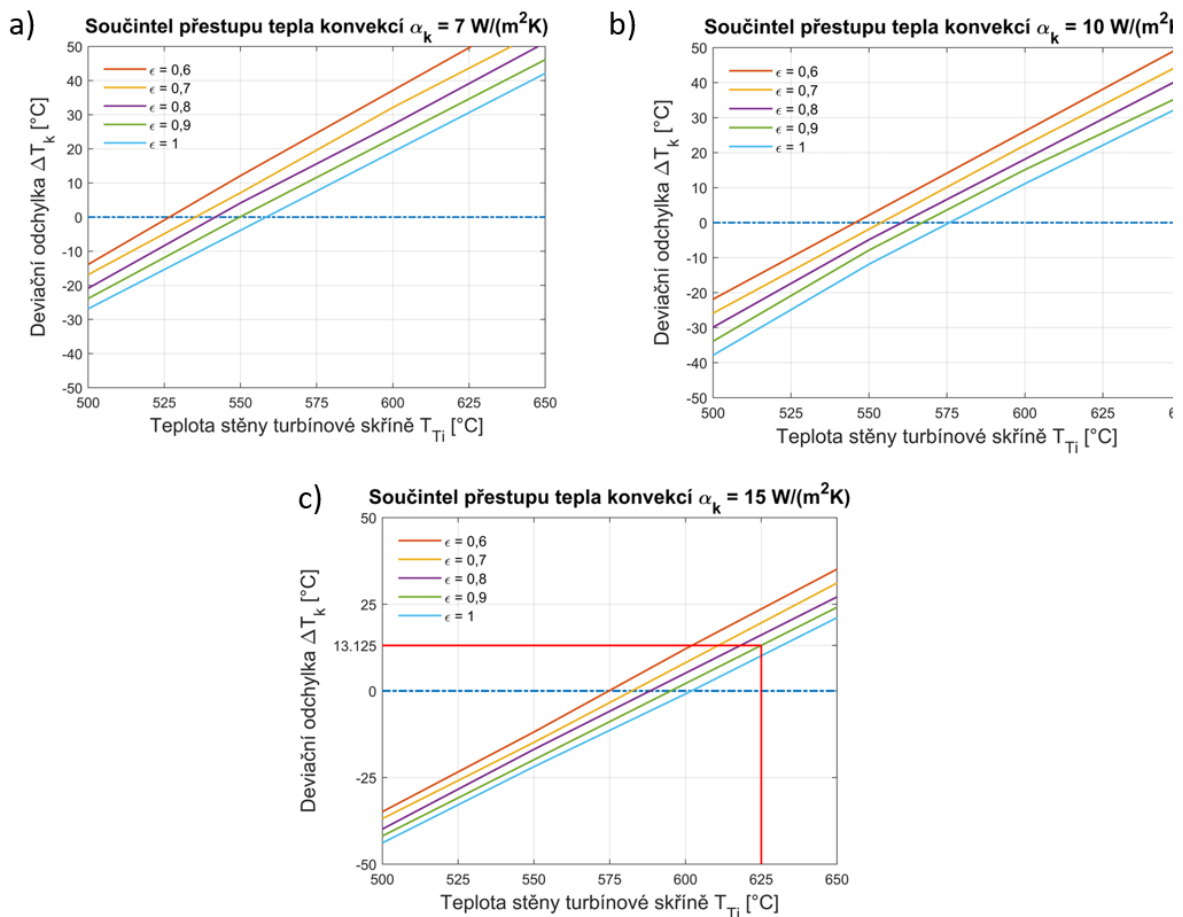 a)
Součintel přestupu tepla konvekcí αk = 7 W/(m²K)
50
40
30
20
10
0
-10
-20
-30
-40
-50
Deviační odchylka ΔTk [°C]
ϵ = 0,6
ϵ = 0,7
ϵ = 0,8
ϵ = 0,9
ϵ = 1
500
525
550
575
600
625
650
Teplota stěny turbínové skříně TTi [°C]
b)
Součintel přestupu tepla konvekcí αk = 10 W/(m²
50
40
30
20
10
0
-10
-20
-30
-40
-50
Deviační odchylka ΔTk [°C]
ϵ = 0,6
ϵ = 0,7
ϵ = 0,8
ϵ = 0,9
ϵ = 1
500
525
550
575
600
625
Teplota stěny turbínové skříně TTi [°C]
c)
Součintel přestupu tepla konvekcí αk = 15 W/(m²K)
50
25
13.125
0
-25
-50
Deviační odchylka ΔTk [°C]
ϵ = 0,6
ϵ = 0,7
ϵ = 0,8
ϵ = 0,9
ϵ = 1
500
525
550
575
600
625
650
Teplota stěny turbínové skříně TTi [°C]